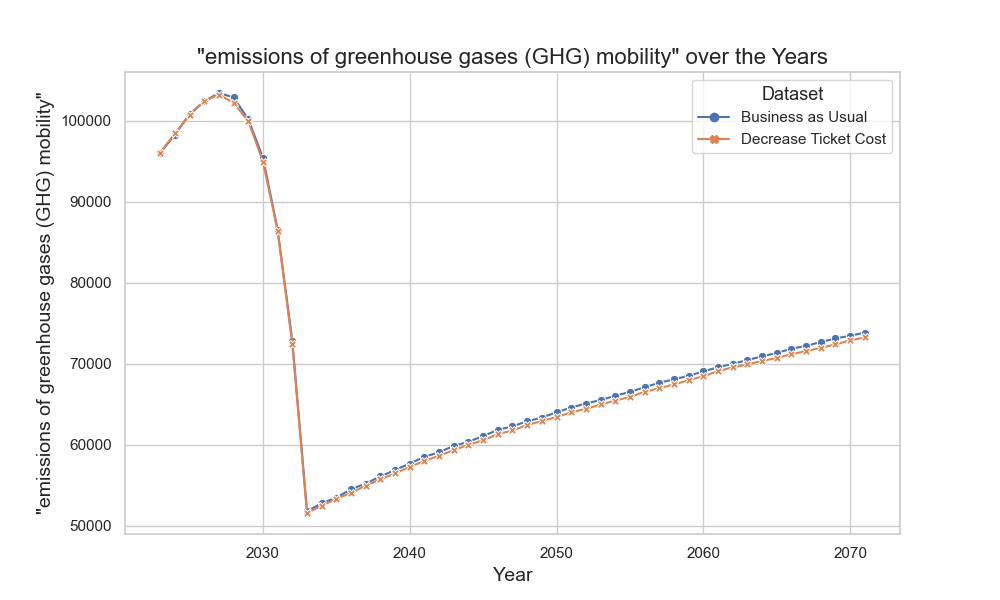 "emissions of greenhouse gases (GHG) mobility" over the Years
Dataset
Business as Usual
Decrease Ticket Cost
"emissions of greenhouse gases (GHG) mobility"
100000
90000
80000
70000
60000
50000
2030
2040
2050
2060
2070
Year